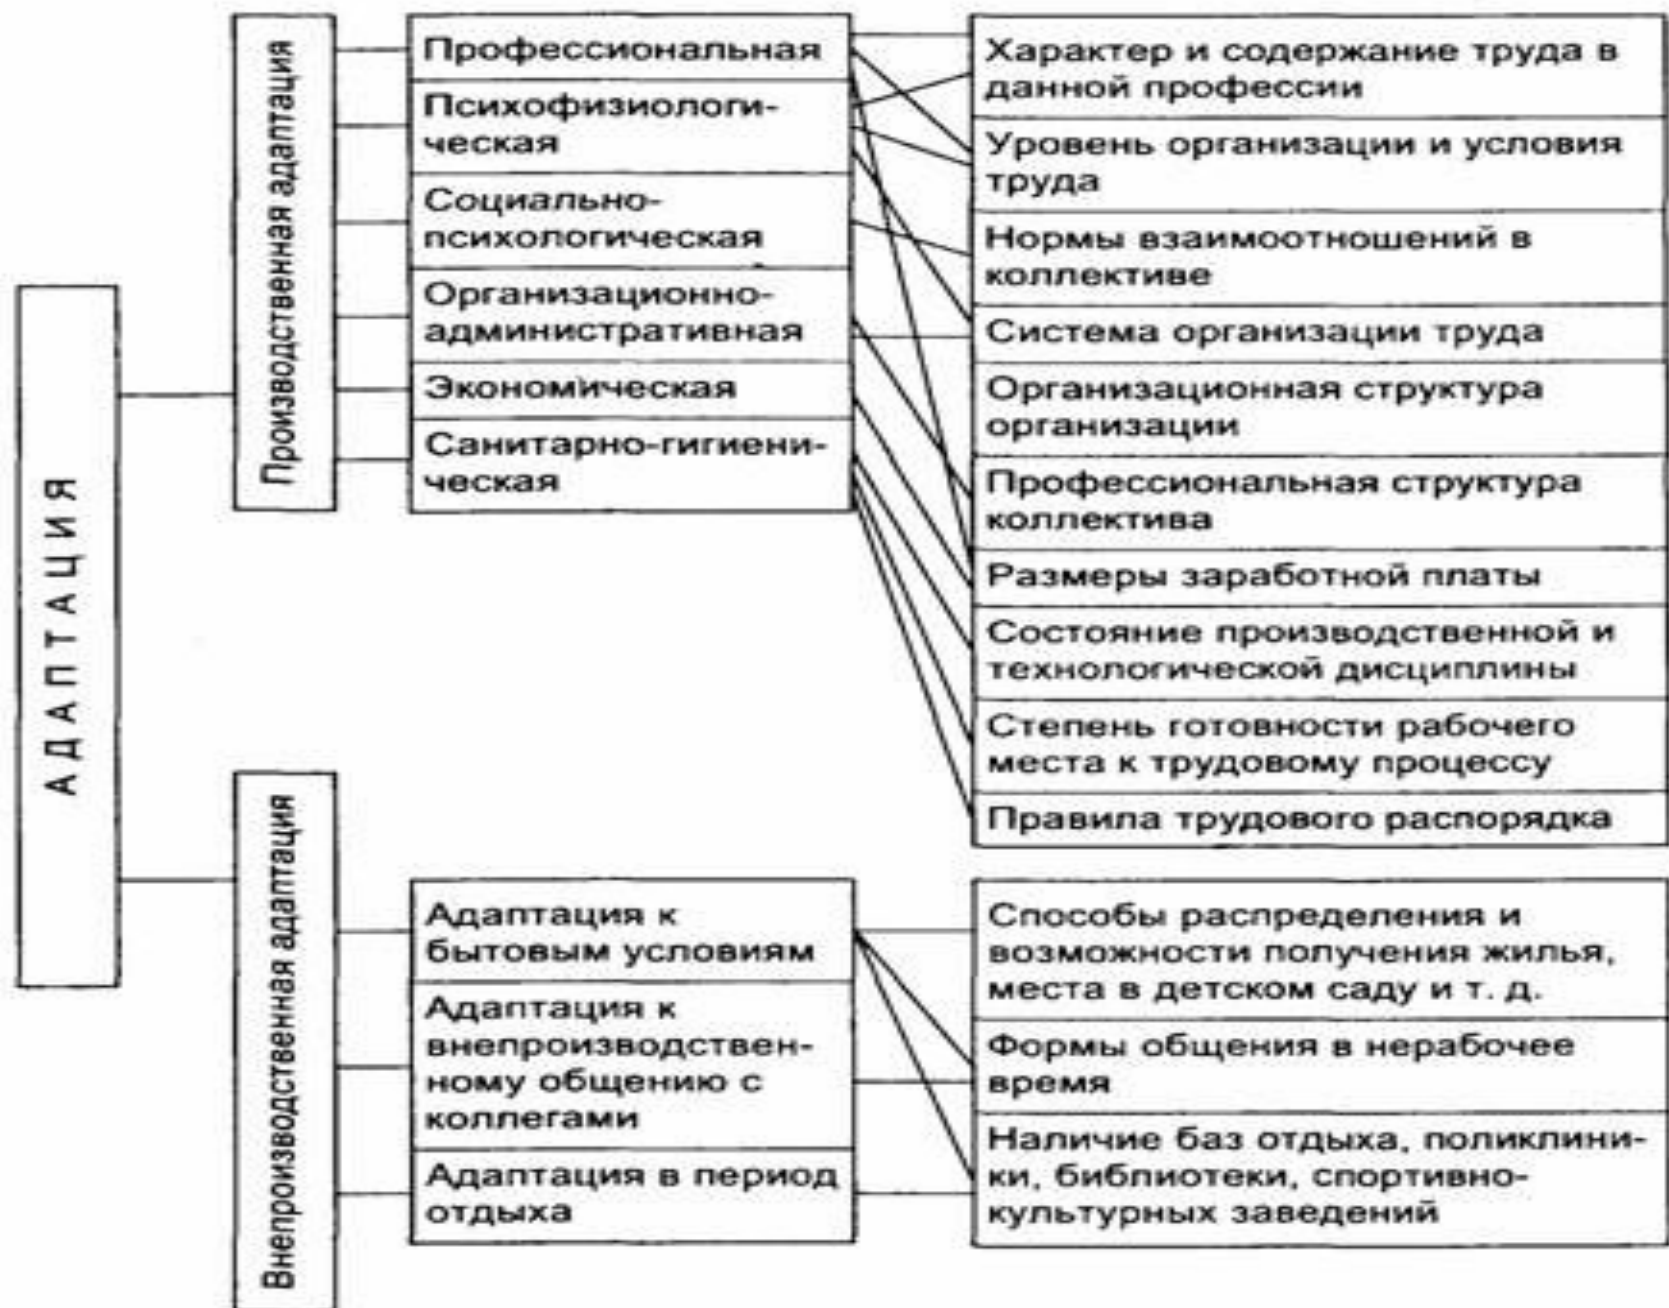 АДАПТАЦИЯ
Производственная адаптация
Профессиональная
Психофизиологи-
ческая
Социально-
психологическая
Организационно-
административная
Экономическая
Санитарно-гигиени-
ческая
Характер и содержание труда в
данной профессии
Уровень организации и условия
труда
Нормы взаимоотношений в
коллективе
Система организации труда
Организационная структура
организации
Профессиональная структура
коллектива
Размеры заработной платы
Состояние производственной и
технологической дисциплины
Степень готовности рабочего
места к трудовому процессу
Правила трудового распорядка
Внепроизводственная адаптация
Адаптация к
бытовым условиям
Адаптация к
внепроизводствен-
ному общению с
коллегами
Адаптация в период
отдыха
Способы распределения и
возможности получения жилья,
места в детском саду и т. д.
Формы общения в нерабочее
время
Наличие баз отдыха, поликлини-
ки, библиотеки, спортивно-
культурных заведений